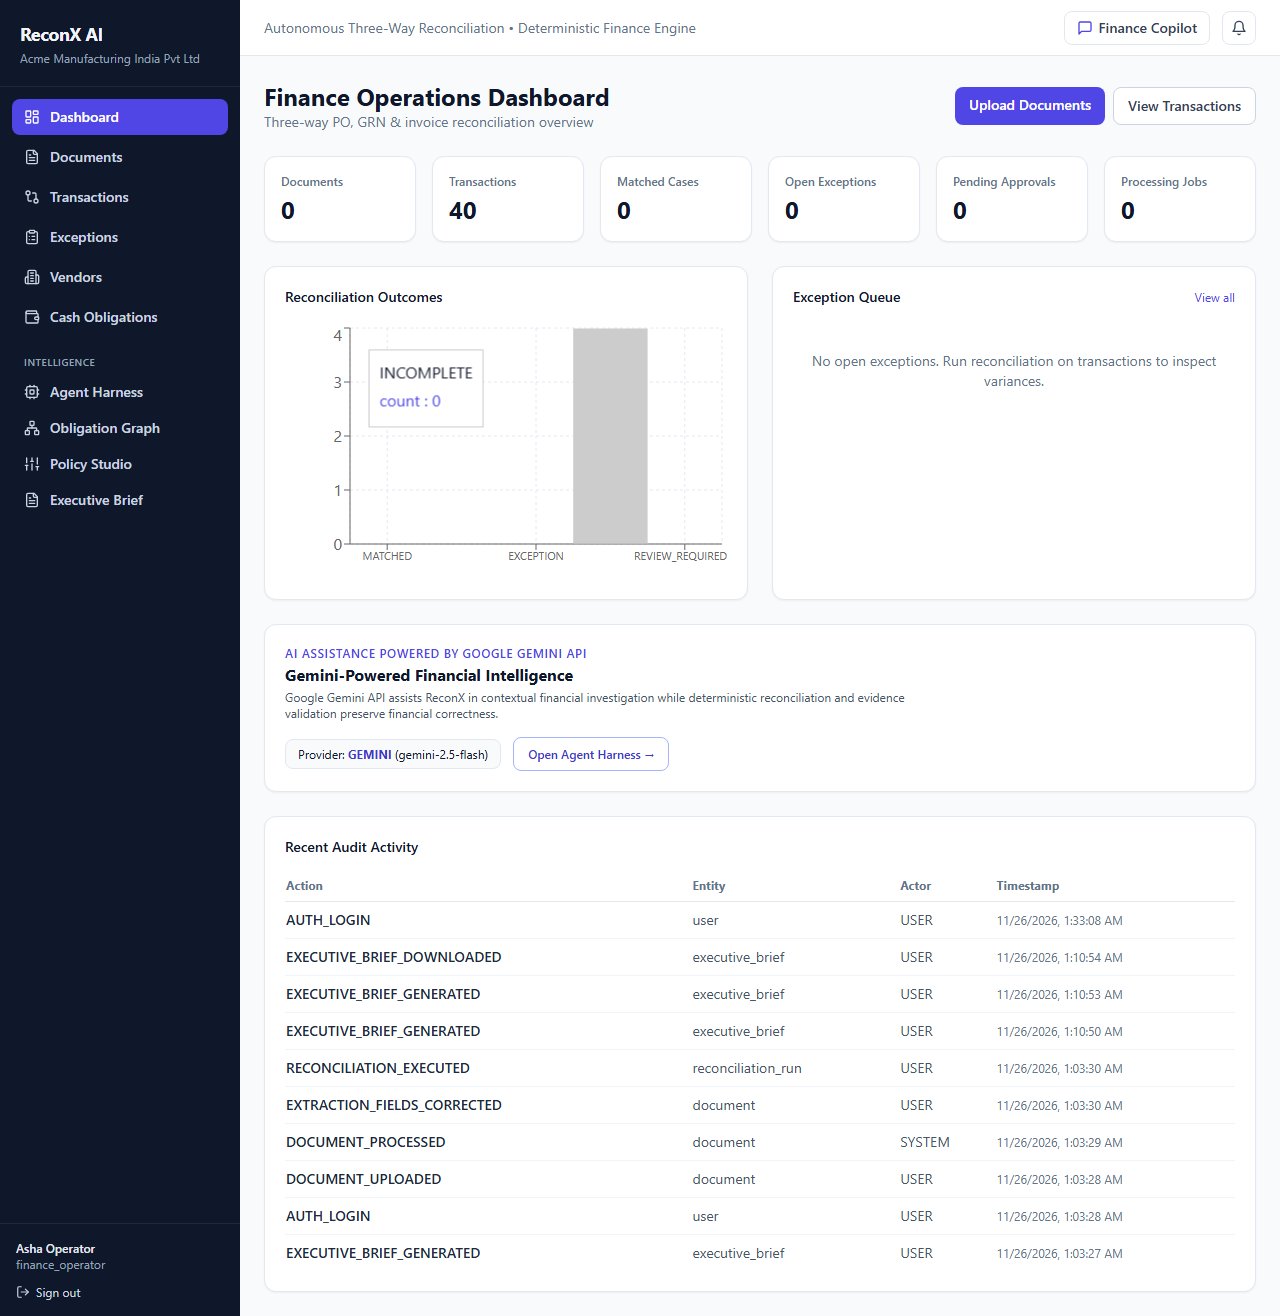 ReconX AI
Acme Manufacturing India Pvt Ltd
Dashboard
Documents
Transactions
Exceptions
Vendors
Cash Obligations
INTELLIGENCE
Agent Harness
Obligation Graph
Policy Studio
Executive Brief
Asha Operator
finance_operator
Sign out
Autonomous Three-Way Reconciliation • Deterministic Finance Engine
Finance Copilot
Finance Operations Dashboard
Three-way PO, GRN & invoice reconciliation overview
Upload Documents
View Transactions
Documents
0
Transactions
40
Matched Cases
0
Open Exceptions
0
Pending Approvals
0
Processing Jobs
0
Reconciliation Outcomes
4
3
2
1
0
INCOMPLETE
count : 0
MATCHED
EXCEPTION
REVIEW_REQUIRED
Exception Queue
View all
No open exceptions. Run reconciliation on transactions to inspect
variances.
AI ASSISTANCE POWERED BY GOOGLE GEMINI API
Gemini-Powered Financial Intelligence
Google Gemini API assists ReconX in contextual financial investigation while deterministic reconciliation and evidence
validation preserve financial correctness.
Provider: GEMINI (gemini-2.5-flash)
Open Agent Harness →
Recent Audit Activity
Action Entity Actor Timestamp
AUTH_LOGIN user USER 11/26/2026, 1:33:08 AM
EXECUTIVE_BRIEF_DOWNLOADED executive_brief USER 11/26/2026, 1:10:54 AM
EXECUTIVE_BRIEF_GENERATED executive_brief USER 11/26/2026, 1:10:53 AM
EXECUTIVE_BRIEF_GENERATED executive_brief USER 11/26/2026, 1:10:50 AM
RECONCILIATION_EXECUTED reconciliation_run USER 11/26/2026, 1:03:30 AM
EXTRACTION_FIELDS_CORRECTED document USER 11/26/2026, 1:03:30 AM
DOCUMENT_PROCESSED document SYSTEM 11/26/2026, 1:03:29 AM
DOCUMENT_UPLOADED document USER 11/26/2026, 1:03:28 AM
AUTH_LOGIN user USER 11/26/2026, 1:03:28 AM
EXECUTIVE_BRIEF_GENERATED executive_brief USER 11/26/2026, 1:03:27 AM